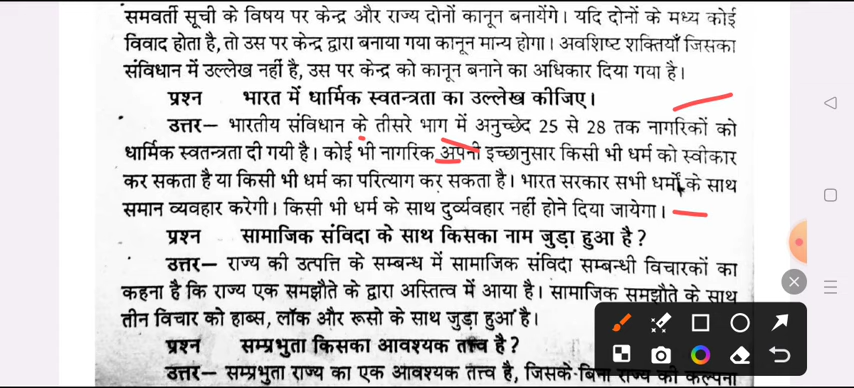 समवर्ती सूची के विषय पर केन्द्र और राज्य दोनों कानून बनायेंगे। यदि दोनों के मध्य कोई
विवाद होता है, तो उस पर केन्द्र द्वारा बनाया गया कानून मान्य होगा। अवशिष्ट शक्तियाँ जिसका
संविधान में उल्लेख नहीं है, उस पर केन्द्र को कानून बनाने का अधिकार दिया गया है।
प्रश्न भारत में धार्मिक स्वतन्त्रता का उल्लेख कीजिए।
उत्तर– भारतीय संविधान के तीसरे भाग में अनुच्छेद 25 से 28 तक नागरिकों को
धार्मिक स्वतन्त्रता दी गयी है। कोई भी नागरिक अपनी इच्छानुसार किसी भी धर्म को स्वीकार
कर सकता है या किसी भी धर्म का परित्याग कर सकता है। भारत सरकार सभी धर्मों के साथ
समान व्यवहार करेगी। किसी भी धर्म के साथ दुर्व्यवहार नहीं होने दिया जायेगा।
प्रश्न सामाजिक संविदा के साथ किसका नाम जुड़ा हुआ है?
उत्तर– राज्य की उत्पत्ति के सम्बन्ध में सामाजिक संविदा सम्बन्धी विचारकों का
कहना है कि राज्य एक समझौते के द्वारा अस्तित्व में आया है। सामाजिक समझौते के साथ
तीन विचार को हाब्स, लॉक और रूसो के साथ जुड़ा हुआ है।
प्रश्न सम्प्रभुता किसका आवश्यक तत्त्व है?
उत्तर– सम्प्रभुता राज्य का एक आवश्यक तत्त्व है, जिसके बिना राज्य की कल्पना